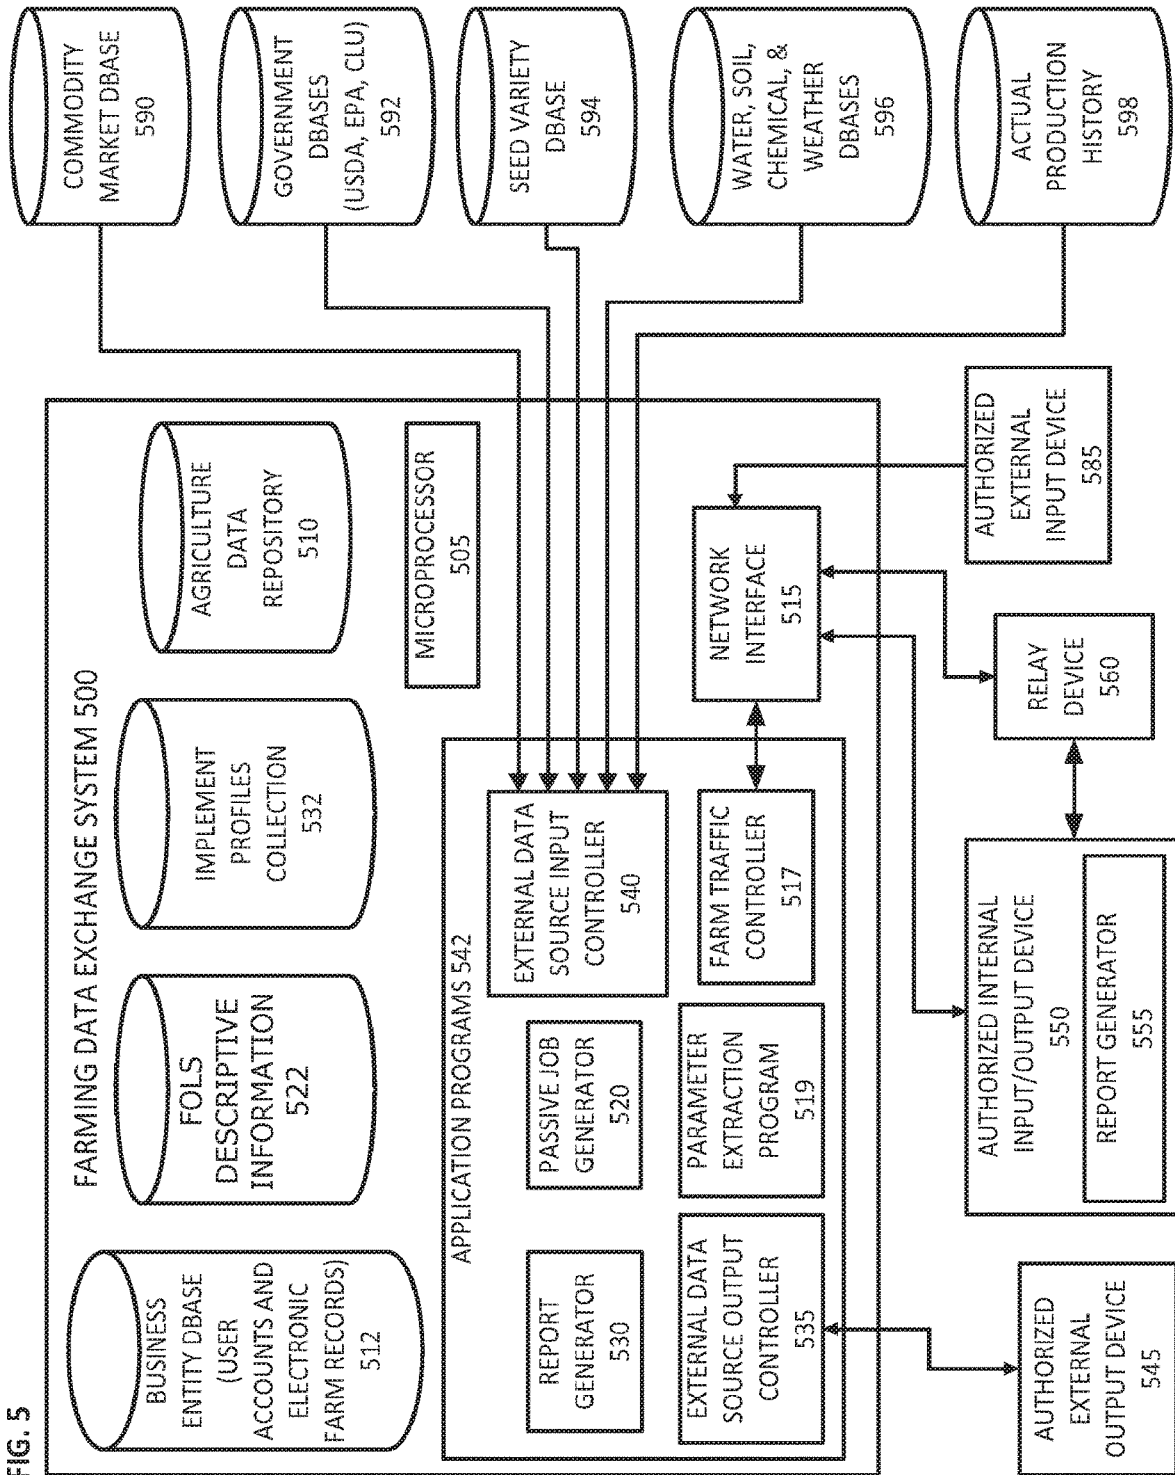 FIG. 5
FARMING DATA EXCHANGE SYSTEM 500
BUSINESS
ENTITY DBASE
(USER
ACCOUNTS AND
ELECTRONIC
FARM RECORDS)
512
FOLS
DESCRIPTIVE
INFORMATION
522
IMPLEMENT
PROFILES
COLLECTION
532
AGRICULTURE
DATA
REPOSITORY
510
MICROPROCESSOR
505
APPLICATION PROGRAMS 542
REPORT
GENERATOR
530
PASSIVE JOB
GENERATOR
520
EXTERNAL DATA
SOURCE INPUT
CONTROLLER
540
EXTERNAL DATA
SOURCE OUTPUT
CONTROLLER
535
PARAMETER
EXTRACTION
PROGRAM
519
FARM TRAFFIC
CONTROLLER
517
NETWORK
INTERFACE
515
AUTHORIZED
EXTERNAL
OUTPUT DEVICE
545
AUTHORIZED INTERNAL
INPUT/OUTPUT DEVICE
550
REPORT GENERATOR
555
RELAY
DEVICE
560
AUTHORIZED
EXTERNAL
INPUT DEVICE
585
COMMODITY
MARKET DBASE
590
GOVERNMENT
DBASES
(USDA, EPA, CLU)
592
SEED VARIETY
DBASE
594
WATER, SOIL,
CHEMICAL, &
WEATHER
DBASES
596
ACTUAL
PRODUCTION
HISTORY
598